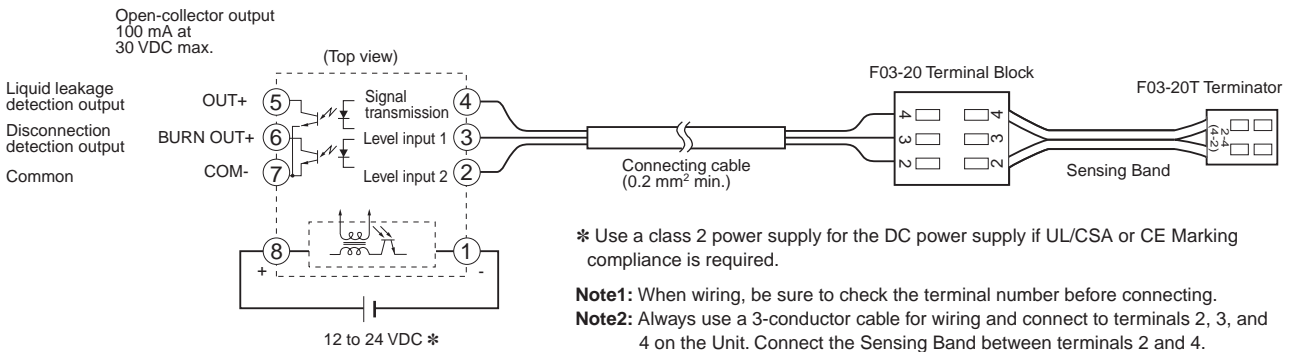 Open-collector output
100 mA at
30 VDC max.
(Top view)
Liquid leakage
detection output
OUT+
5
Signal
transmission
4
Disconnection
detection output
BURN OUT+
6
Level input 1
3
Common
COM-
7
Level input 2
2
8
1
+
-
12 to 24 VDC *
Connecting cable
(0.2 mm² min.)
F03-20 Terminal Block
4
4
3
3
2
2
Sensing Band
F03-20T Terminator
2-4
(4-2)
* Use a class 2 power supply for the DC power supply if UL/CSA or CE Marking
compliance is required.
Note1: When wiring, be sure to check the terminal number before connecting.
Note2: Always use a 3-conductor cable for wiring and connect to terminals 2, 3, and
4 on the Unit. Connect the Sensing Band between terminals 2 and 4.